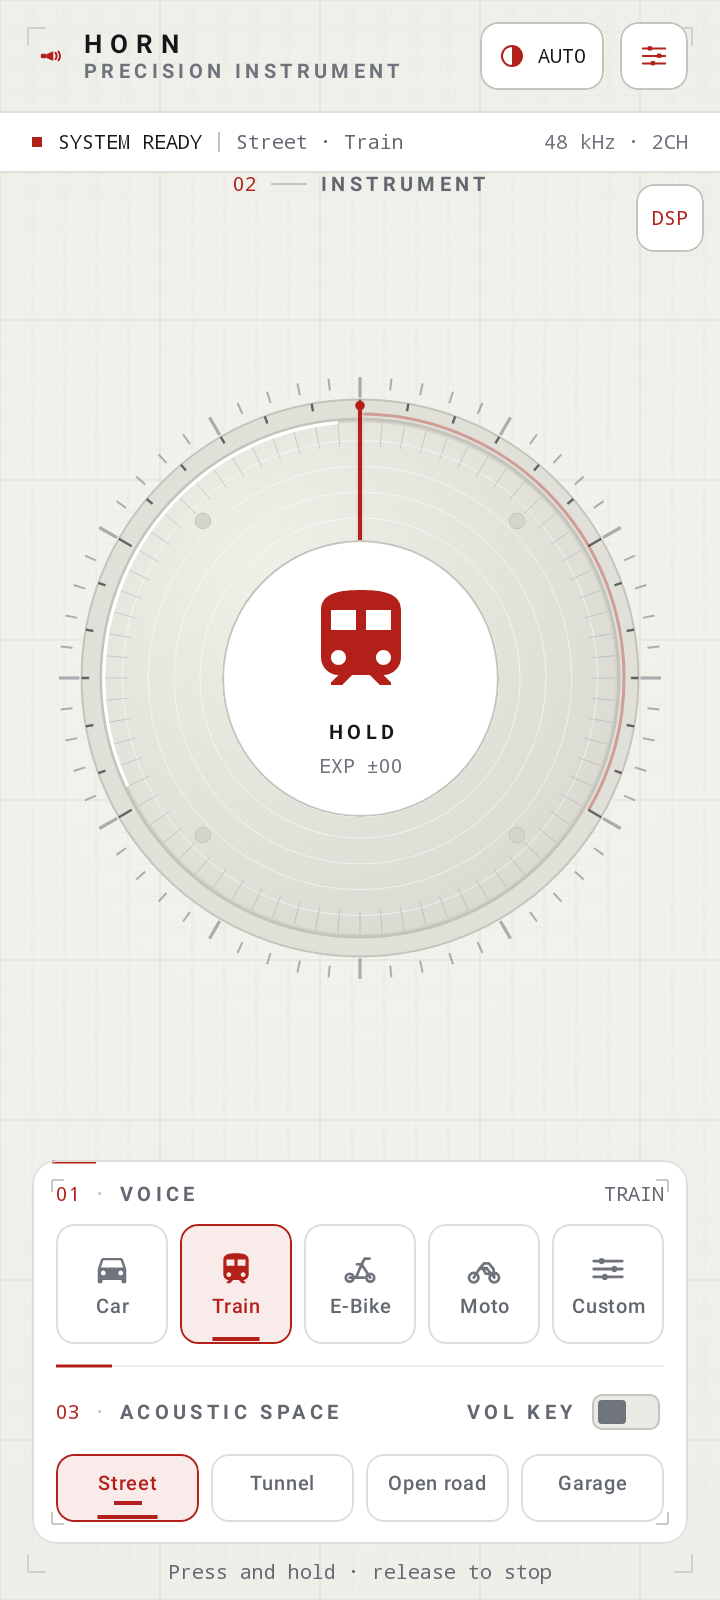 HORN
PRECISION INSTRUMENT
AUTO
SYSTEM READY
Street · Train
48 kHz · 2CH
02 INSTRUMENT
DSP
HOLD
EXP ±00
01 · VOICE
TRAIN
Car
Train
E-Bike
Moto
Custom
03 · ACOUSTIC SPACE
VOL KEY
Street
Tunnel
Open road
Garage
Press and hold · release to stop